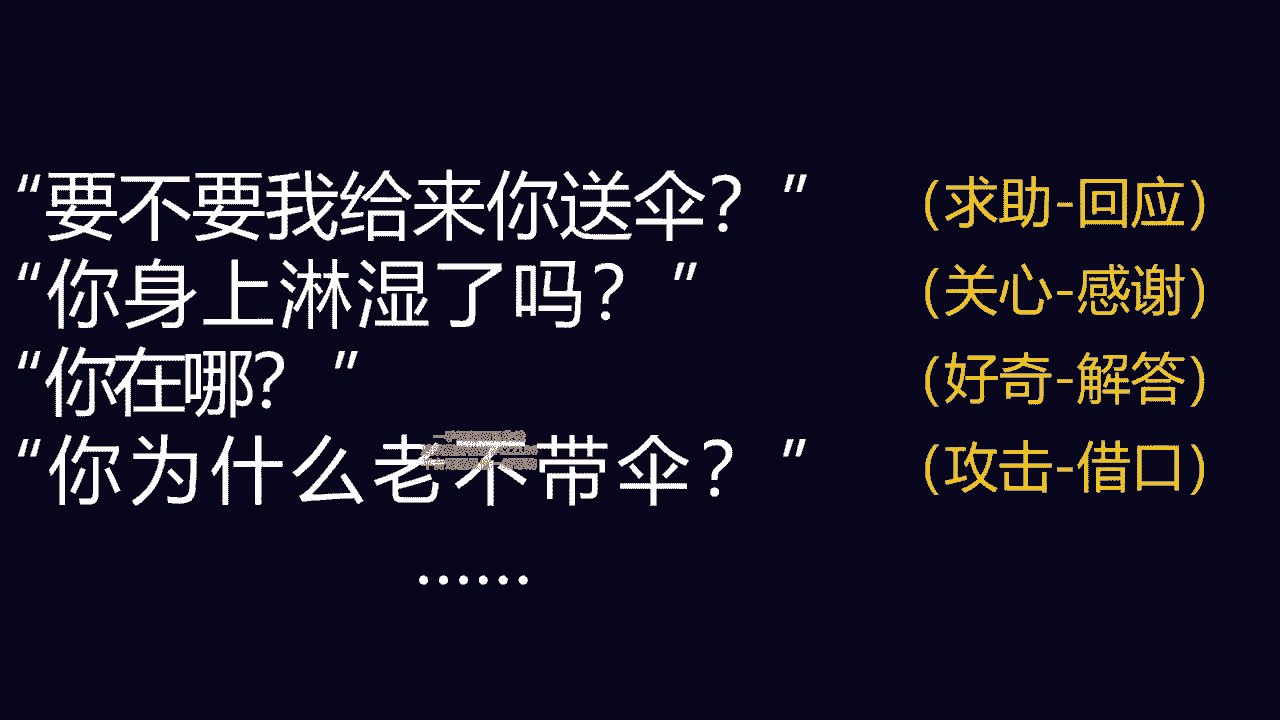 “要不要我给来你送伞？” (求助-回应)
“你身上淋湿了吗？” (关心-感谢)
“你在哪？” (好奇-解答)
“你为什么老不带伞？” (攻击-借口)
……